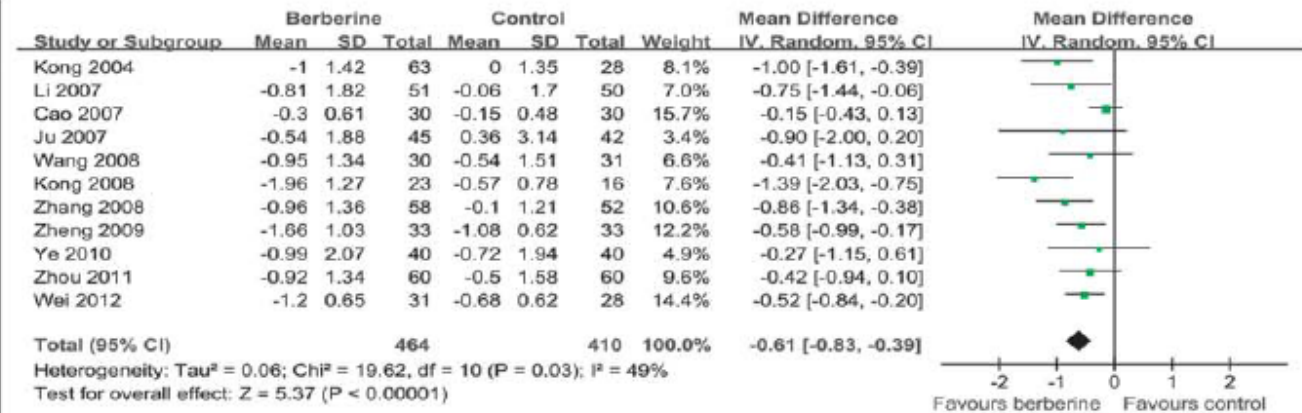 Berberine Control Mean Difference Mean Difference
Study or Subgroup Mean SD Total Mean SD Total Weight IV, Random, 95% CI IV, Random, 95% CI
Kong 2004 -1 1.42 63 0 1.35 28 8.1% -1.00 [-1.61, -0.39]
Li 2007 -0.81 1.82 51 -0.06 1.7 50 7.0% -0.75 [-1.44, -0.06]
Cao 2007 -0.3 0.61 30 -0.15 0.48 30 15.7% -0.15 [-0.43, 0.13]
Ju 2007 -0.54 1.88 45 0.36 3.14 42 3.4% -0.90 [-2.00, 0.20]
Wang 2008 -0.95 1.34 30 -0.54 1.51 31 6.6% -0.41 [-1.13, 0.31]
Kong 2008 -1.96 1.27 23 -0.57 0.78 16 7.6% -1.39 [-2.03, -0.75]
Zhang 2008 -0.96 1.36 58 -0.1 1.21 52 10.6% -0.86 [-1.34, -0.38]
Zheng 2009 -1.66 1.03 33 -1.08 0.62 33 12.2% -0.58 [-0.99, -0.17]
Ye 2010 -0.99 2.07 40 -0.72 1.94 40 4.9% -0.27 [-1.15, 0.61]
Zhou 2011 -0.92 1.34 60 -0.5 1.58 60 9.6% -0.42 [-0.94, 0.10]
Wei 2012 -1.2 0.65 31 -0.68 0.62 28 14.4% -0.52 [-0.84, -0.20]
Total (95% CI) 464 410 100.0% -0.61 [-0.83, -0.39]
Heterogeneity: Tau² = 0.06; Chi² = 19.62, df = 10 (P = 0.03); I² = 49%
Test for overall effect: Z = 5.37 (P < 0.00001)
-2 -1 0 1 2
Favours berberine Favours control